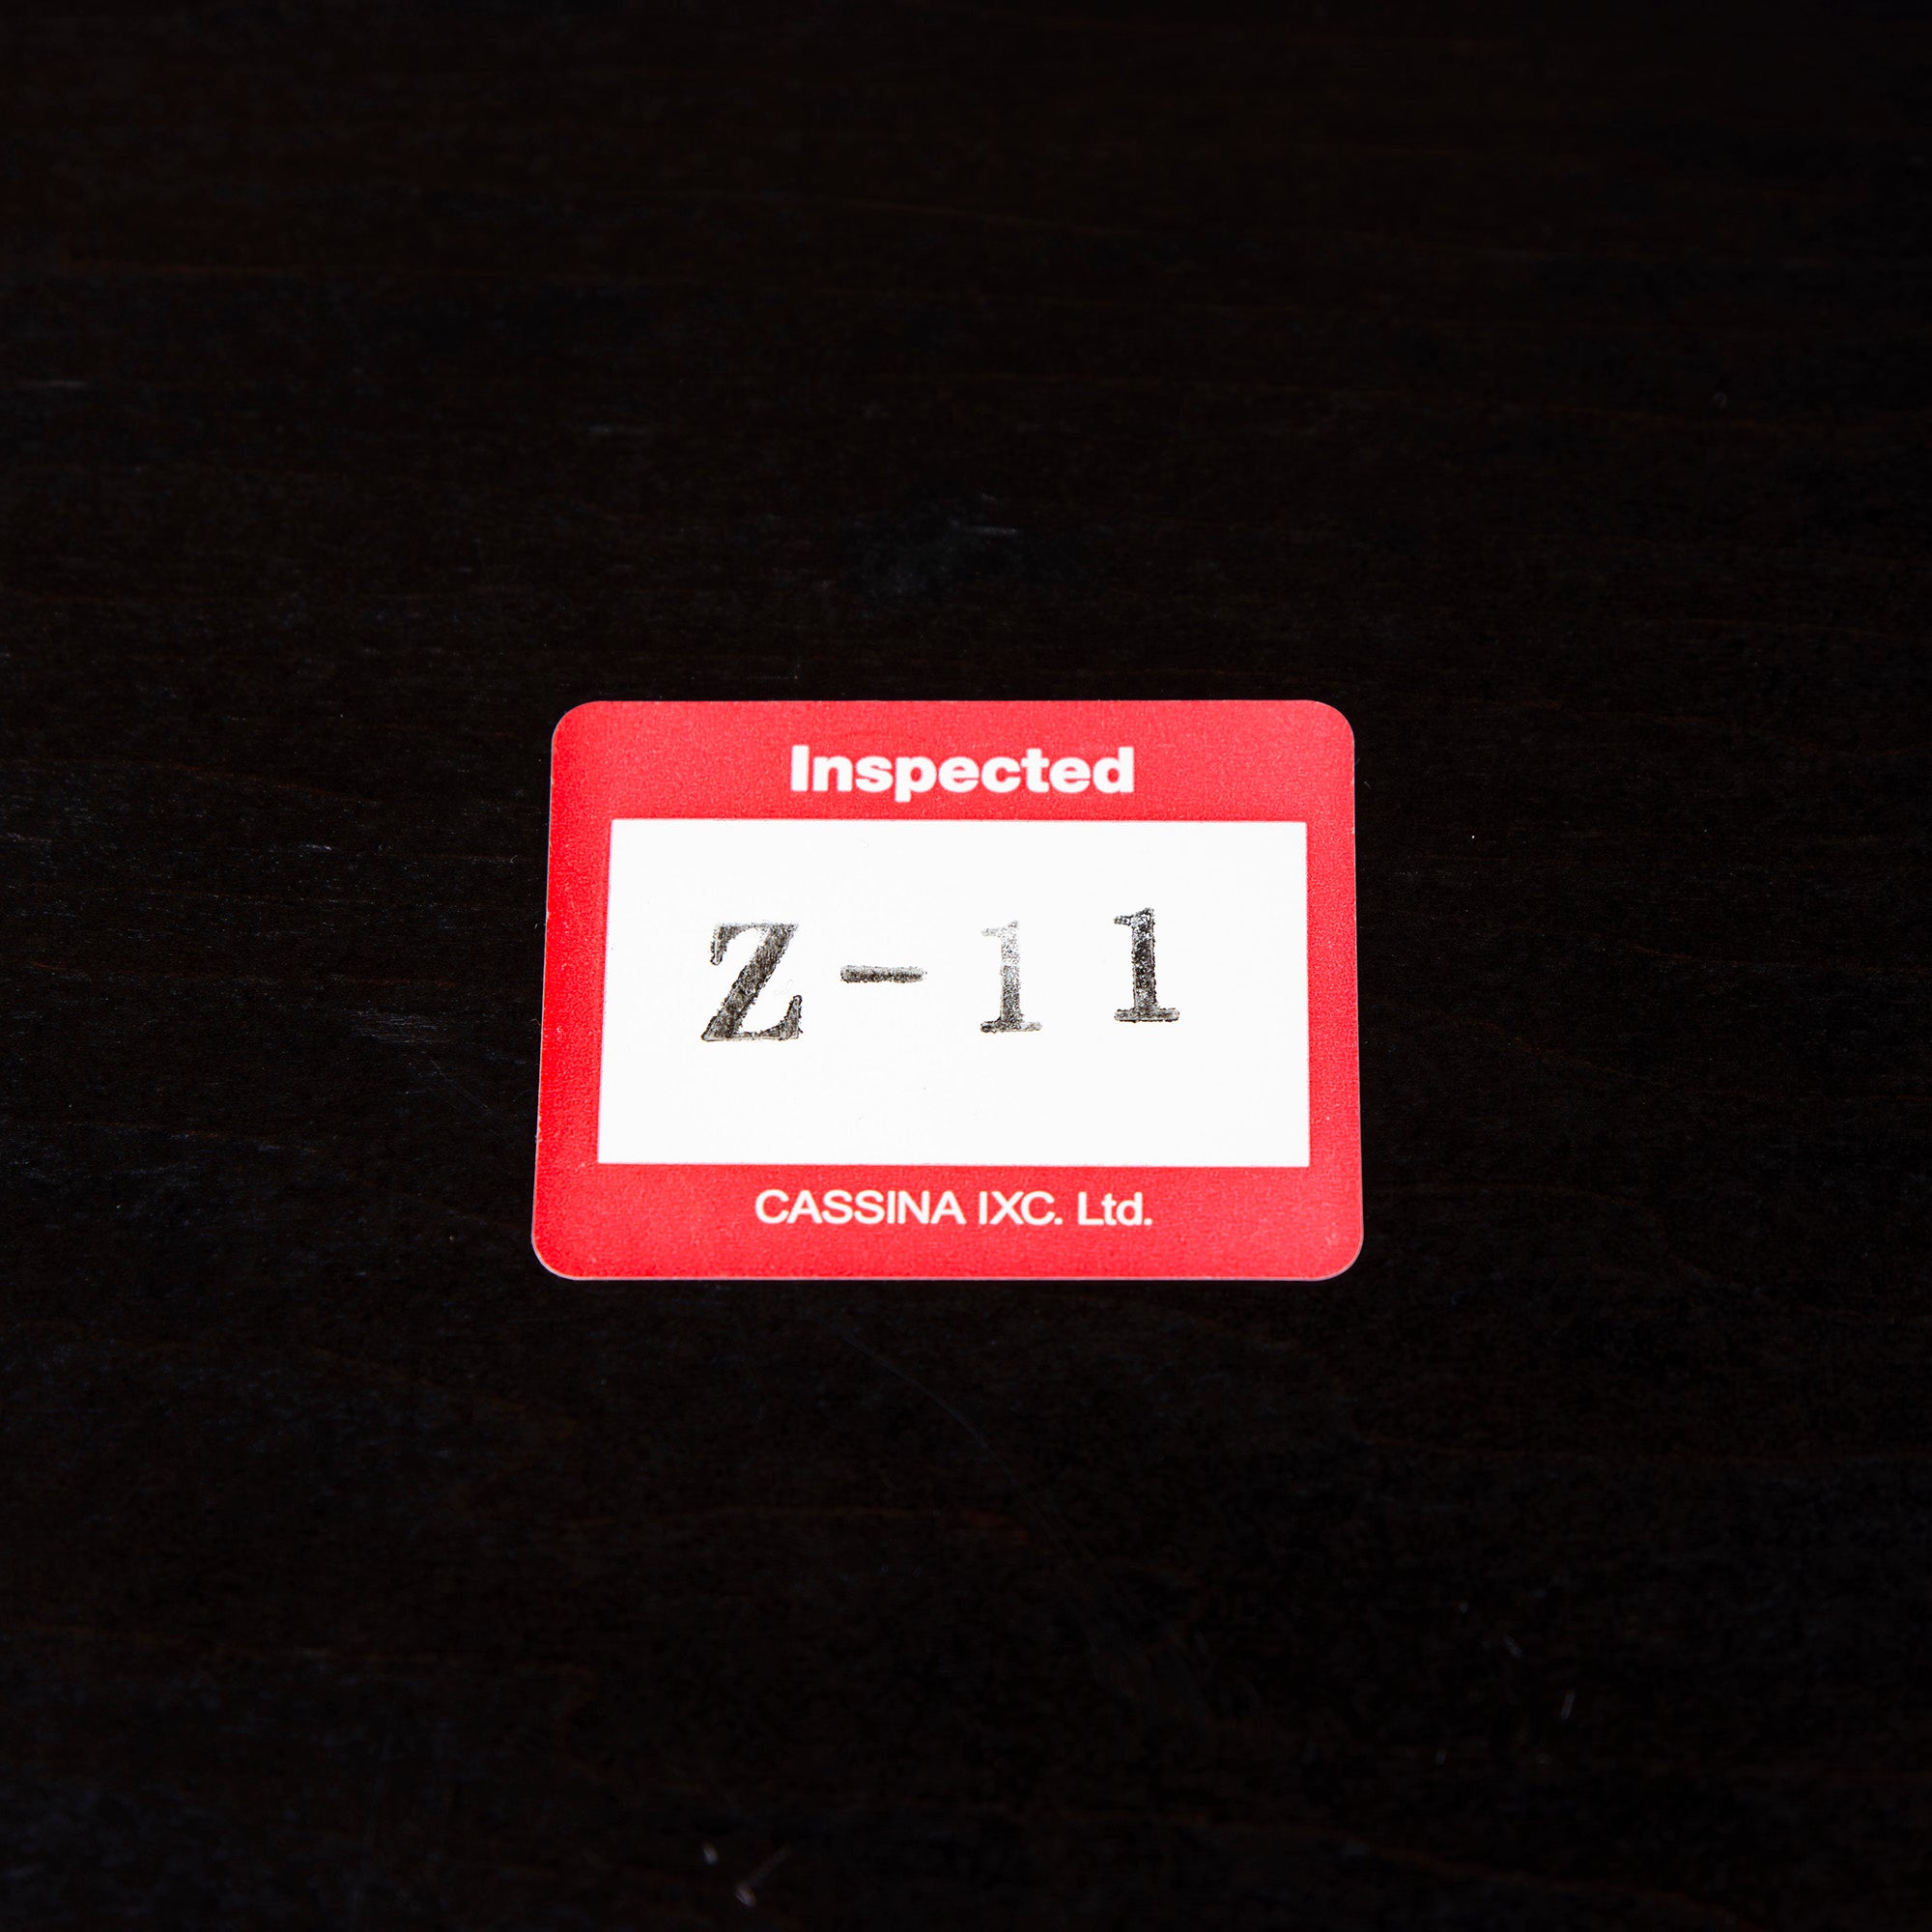 Inspected
Z-11
CASSINA IXC. Ltd.